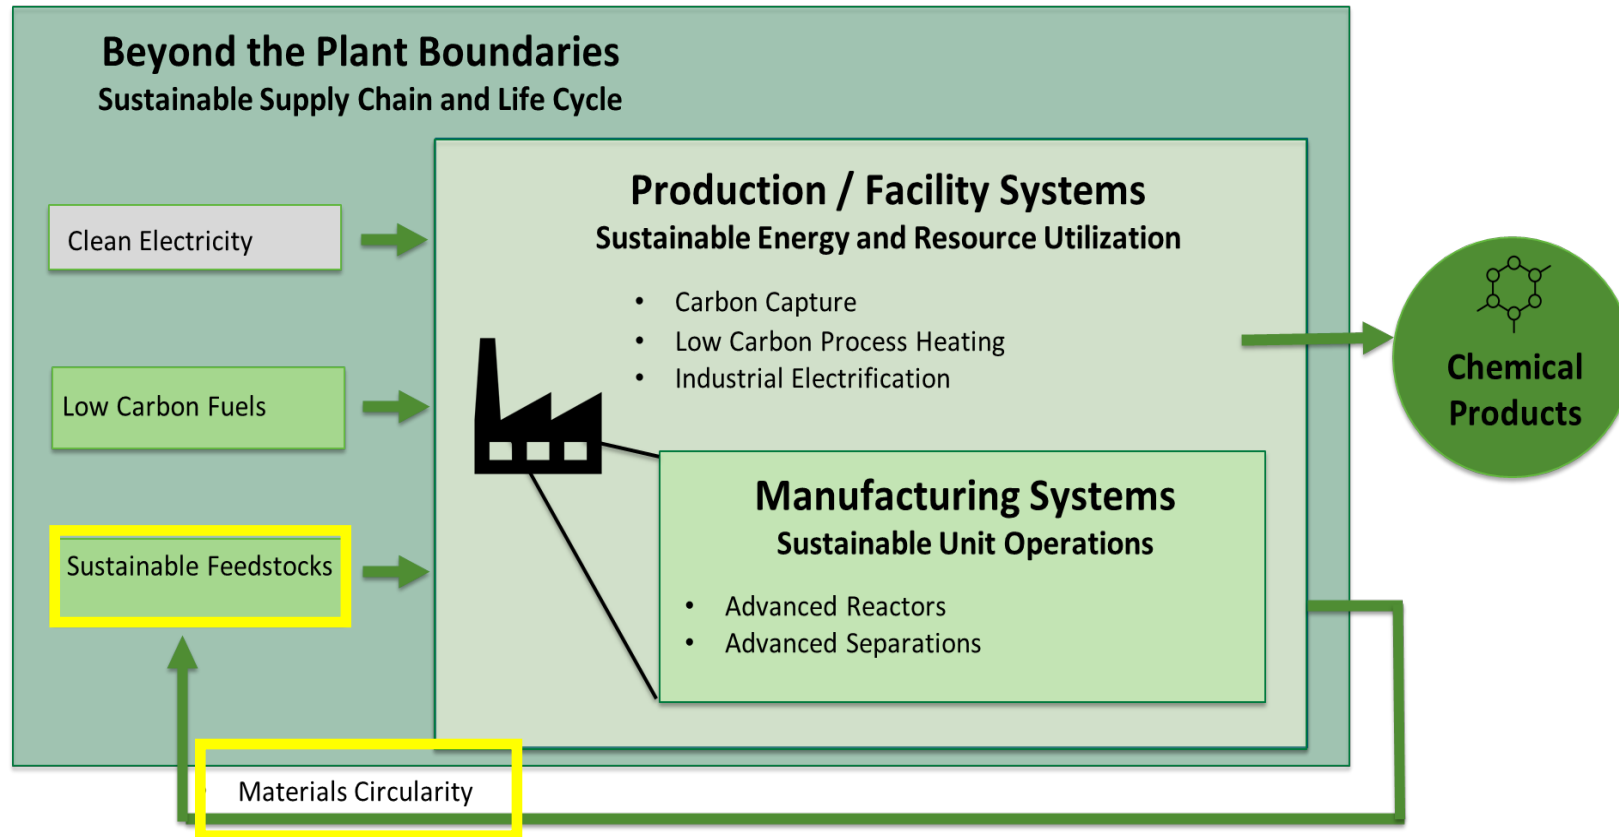 Beyond the Plant Boundaries
Sustainable Supply Chain and Life Cycle
Clean Electricity
Low Carbon Fuels
Sustainable Feedstocks
Production / Facility Systems
Sustainable Energy and Resource Utilization
• Carbon Capture
• Low Carbon Process Heating
• Industrial Electrification
Manufacturing Systems
Sustainable Unit Operations
• Advanced Reactors
• Advanced Separations
Chemical
Products
Materials Circularity